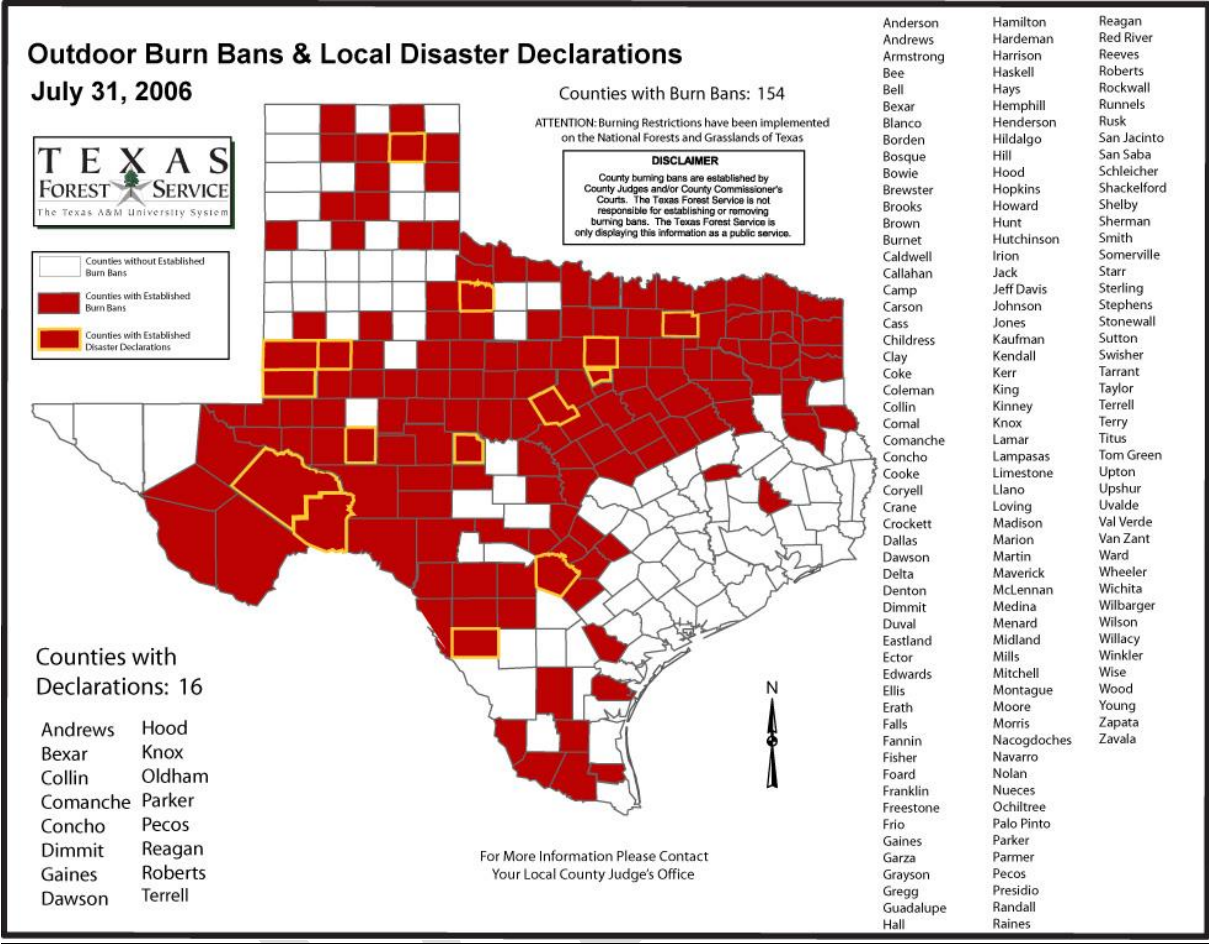 Outdoor Burn Bans & Local Disaster Declarations
July 31, 2006
TEXAS
FOREST SERVICE
The Texas A&M University System
Counties without Established
Burn Bans
Counties with Established
Burn Bans
Counties with Established
Disaster Declarations
Counties with Burn Bans: 154
ATTENTION: Burning Restrictions have been implemented
on the National Forests and Grasslands of Texas
DISCLAIMER
County burning bans are established by
County Judges and/or County Commissioner's
Courts. The Texas Forest Service is not
responsible for establishing or removing
burning bans. The Texas Forest Service is
only displaying this information as a public service.
Counties with
Declarations: 16
Andrews
Bexar
Collin
Comanche
Concho
Dimmit
Gaines
Dawson
Hood
Knox
Oldham
Parker
Pecos
Reagan
Roberts
Terrell
N
For More Information Please Contact
Your Local County Judge's Office
Anderson
Andrews
Armstrong
Bee
Bell
Bexar
Blanco
Borden
Bosque
Bowie
Brewster
Brooks
Brown
Burnet
Caldwell
Callahan
Camp
Carson
Cass
Childress
Clay
Coke
Coleman
Collin
Comal
Comanche
Concho
Cooke
Coryell
Crane
Crockett
Dallas
Dawson
Delta
Denton
Dimmit
Duval
Eastland
Ector
Edwards
Ellis
Erath
Falls
Fannin
Fisher
Foard
Franklin
Freestone
Frio
Gaines
Garza
Grayson
Gregg
Guadalupe
Hall
Hamilton
Hardeman
Harrison
Haskell
Hays
Hemphill
Henderson
Hildalgo
Hill
Hood
Hopkins
Howard
Hunt
Hutchinson
Irion
Jack
Jeff Davis
Johnson
Jones
Kaufman
Kendall
Kerr
King
Kinney
Knox
Lamar
Lampasas
Limestone
Llano
Loving
Madison
Marion
Martin
Maverick
McLennan
Medina
Menard
Midland
Mills
Mitchell
Montague
Moore
Morris
Nacogdoches
Navarro
Nolan
Nueces
Ochiltree
Palo Pinto
Parker
Parmer
Pecos
Presidio
Randall
Raines
Reagan
Red River
Reeves
Roberts
Rockwall
Runnels
Rusk
San Jacinto
San Saba
Schleicher
Shackelford
Shelby
Sherman
Smith
Somerville
Starr
Sterling
Stephens
Stonewall
Sutton
Swisher
Tarrant
Taylor
Terrell
Terry
Titus
Tom Green
Upton
Upshur
Uvalde
Val Verde
Van Zant
Ward
Wheeler
Wichita
Wilbarger
Wilson
Willacy
Winkler
Wise
Wood
Young
Zapata
Zavala